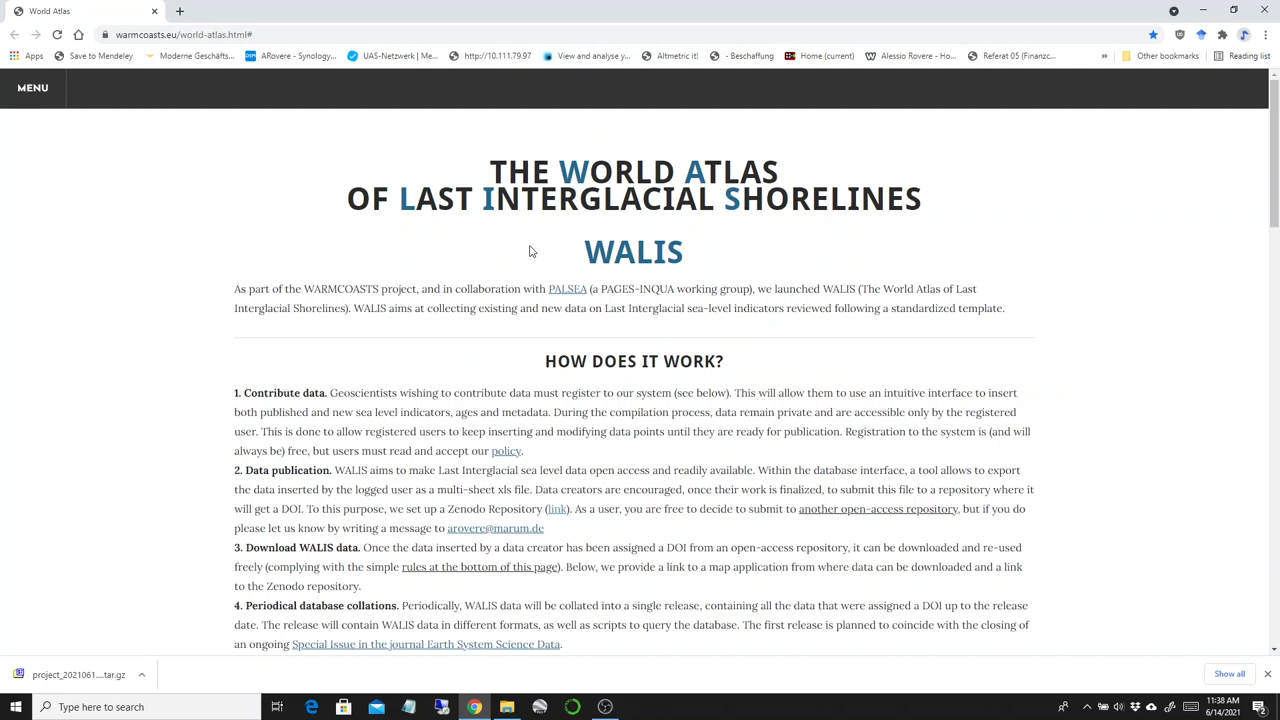 World Atlas
warmcoasts.eu/world-atlas.html#
Apps
Save to Mendeley
Moderne Geschäfts...
DSM
ARovere - Synology...
UAS-Netzwerk | Me...
http://10.111.79.97
View and analyse y...
Altmetric it!
- Beschaffung
Home (current)
Alessio Rovere - Ho...
Referat 05 (Finanzc...
»
Other bookmarks
Reading list
MENU
THE WORLD ATLAS
OF LAST INTERGLACIAL SHORELINES
WALIS
As part of the WARMCOASTS project, and in collaboration with PALSEA (a PAGES-INQUA working group), we launched WALIS (The World Atlas of Last
Interglacial Shorelines). WALIS aims at collecting existing and new data on Last Interglacial sea-level indicators reviewed following a standardized template.
HOW DOES IT WORK?
1. Contribute data. Geoscientists wishing to contribute data must register to our system (see below). This will allow them to use an intuitive interface to insert
both published and new sea level indicators, ages and metadata. During the compilation process, data remain private and are accessible only by the registered
user. This is done to allow registered users to keep inserting and modifying data points until they are ready for publication. Registration to the system is (and will
always be) free, but users must read and accept our policy.
2. Data publication. WALIS aims to make Last Interglacial sea level data open access and readily available. Within the database interface, a tool allows to export
the data inserted by the logged user as a multi-sheet xls file. Data creators are encouraged, once their work is finalized, to submit this file to a repository where it
will get a DOI. To this purpose, we set up a Zenodo Repository (link). As a user, you are free to decide to submit to another open-access repository, but if you do
please let us know by writing a message to arovere@marum.de
3. Download WALIS data. Once the data inserted by a data creator has been assigned a DOI from an open-access repository, it can be downloaded and re-used
freely (complying with the simple rules at the bottom of this page). Below, we provide a link to a map application from where data can be downloaded and a link
to the Zenodo repository.
4. Periodical database collations. Periodically, WALIS data will be collated into a single release, containing all the data that were assigned a DOI up to the release
date. The release will contain WALIS data in different formats, as well as scripts to query the database. The first release is planned to coincide with the closing of
an ongoing Special Issue in the journal Earth System Science Data.
project_2021061....tar.gz
Show all
Type here to search
11:38 AM
6/14/2021
2